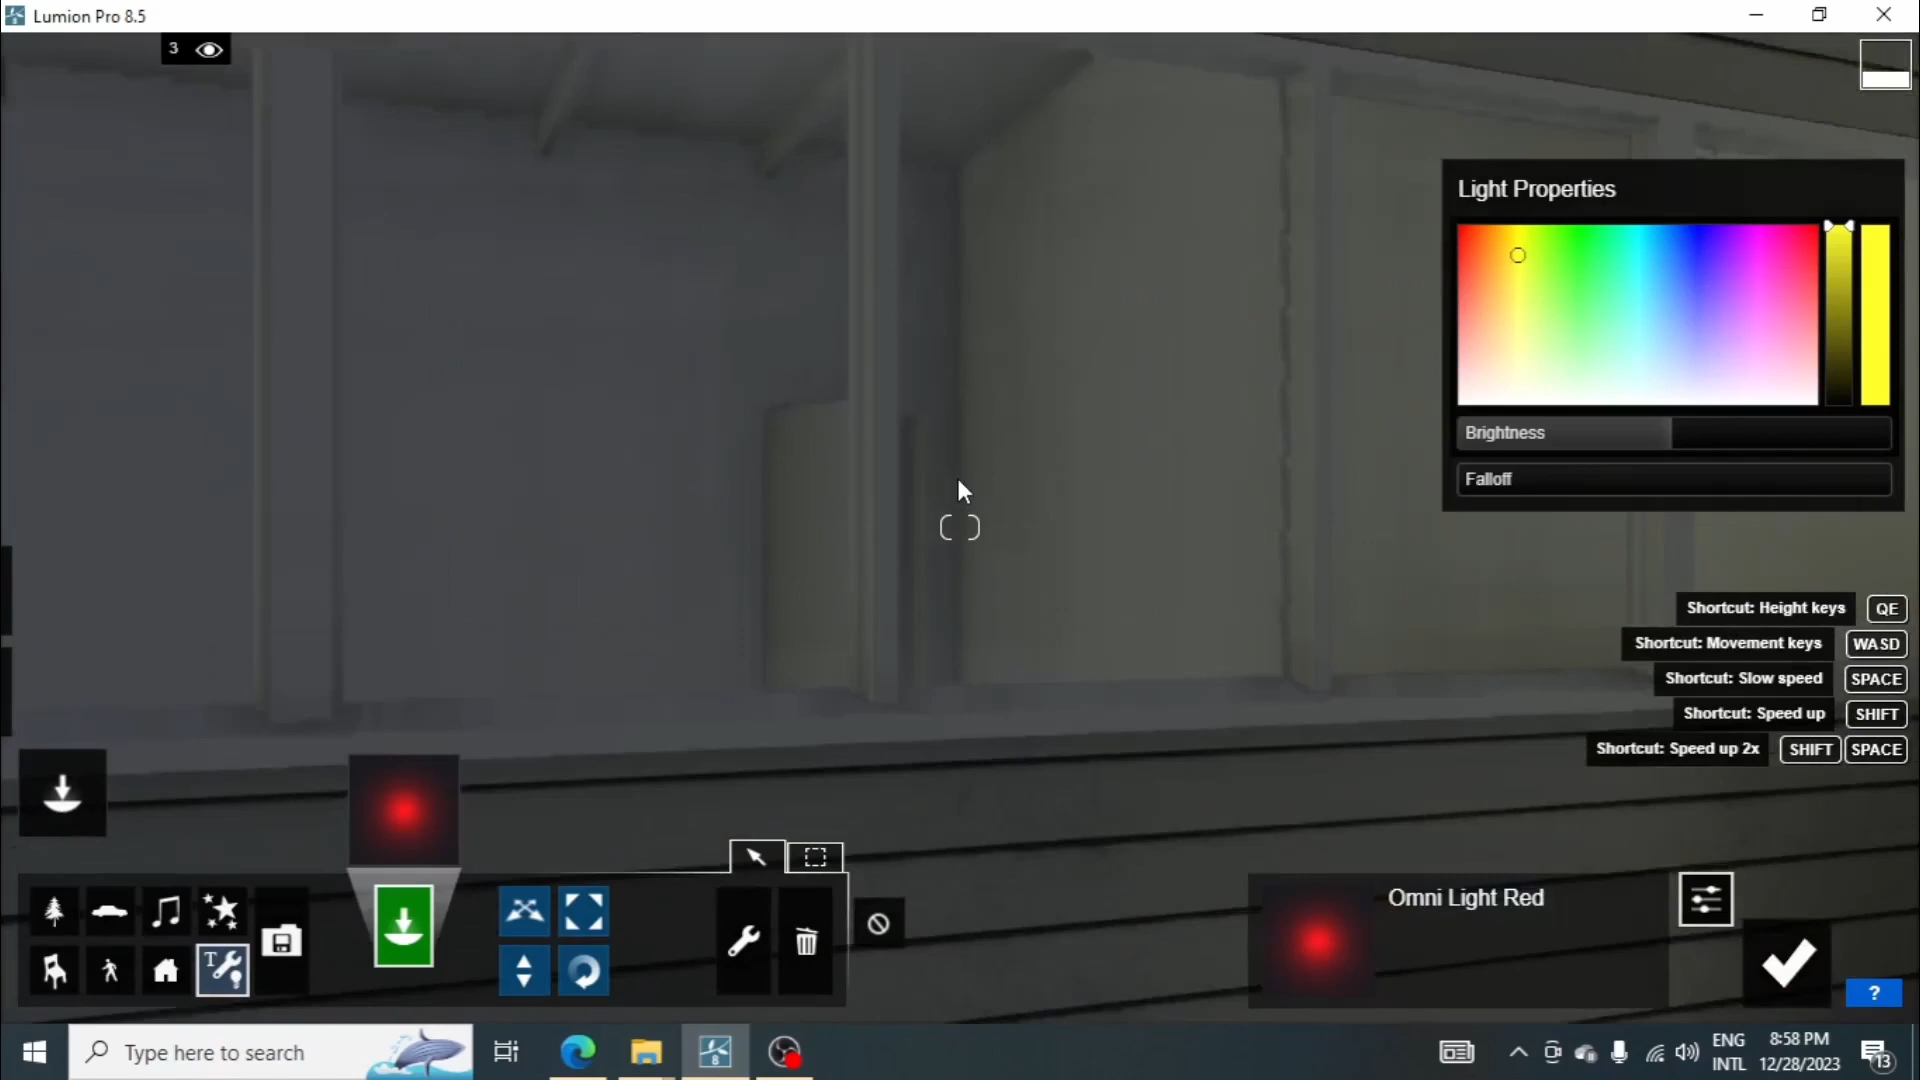 Lumion Pro 8.5
3
Light Properties
Brightness
Falloff
Shortcut: Height keys QE
Shortcut: Movement keys WASD
Shortcut: Slow speed SPACE
Shortcut: Speed up SHIFT
Shortcut: Speed up 2x SHIFT SPACE
Omni Light Red
T
?
Type here to search
8
ENG
INTL
8:58 PM
12/28/2023
13